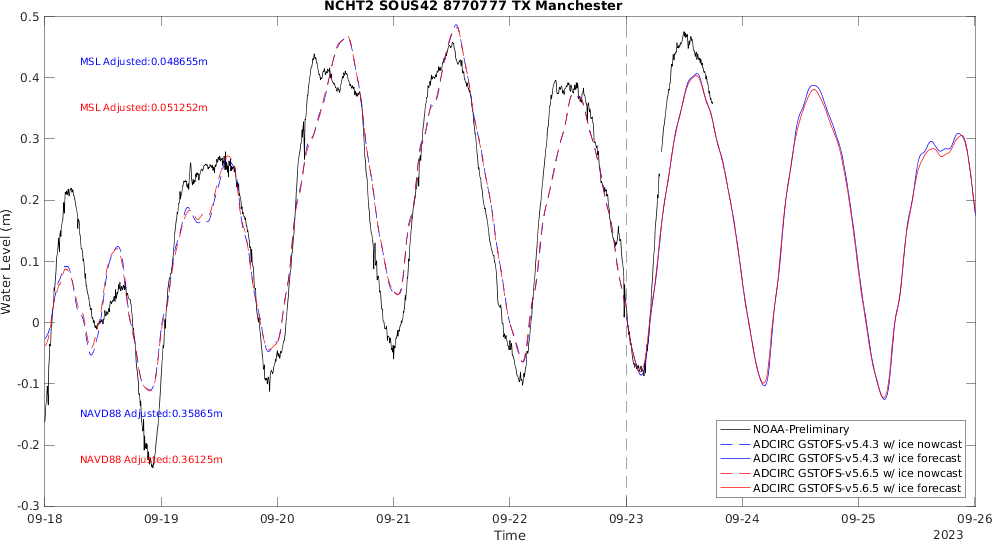 NCHT2 SOUS42 8770777 TX Manchester
0.5
0.4
0.3
0.2
0.1
0
-0.1
-0.2
-0.3
Water Level (m)
MSL Adjusted:0.048655m
MSL Adjusted:0.051252m
NAVD88 Adjusted:0.35865m
NAVD88 Adjusted:0.36125m
NOAA-Preliminary
ADCIRC GSTOFS-v5.4.3 w/ ice nowcast
ADCIRC GSTOFS-v5.4.3 w/ ice forecast
ADCIRC GSTOFS-v5.6.5 w/ ice nowcast
ADCIRC GSTOFS-v5.6.5 w/ ice forecast
09-18 09-19 09-20 09-21 09-22 09-23 09-24 09-25 09-26
Time
2023